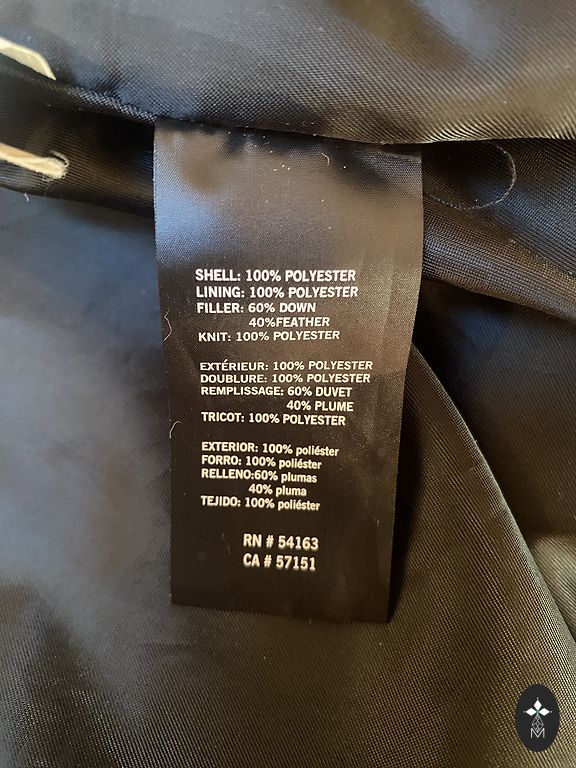 SHELL: 100% POLYESTER
LINING: 100% POLYESTER
FILLER: 60% DOWN
40%FEATHER
KNIT: 100% POLYESTER
EXTÉRIEUR: 100% POLYESTER
DOUBLURE: 100% POLYESTER
REMPLISSAGE: 60% DUVET
40% PLUME
TRICOT: 100% POLYESTER
EXTERIOR: 100% poliéster
FORRO: 100% poliéster
RELLENO:60% plumas
40% pluma
TEJIDO: 100% poliéster
RN # 54163
CA # 57151
M